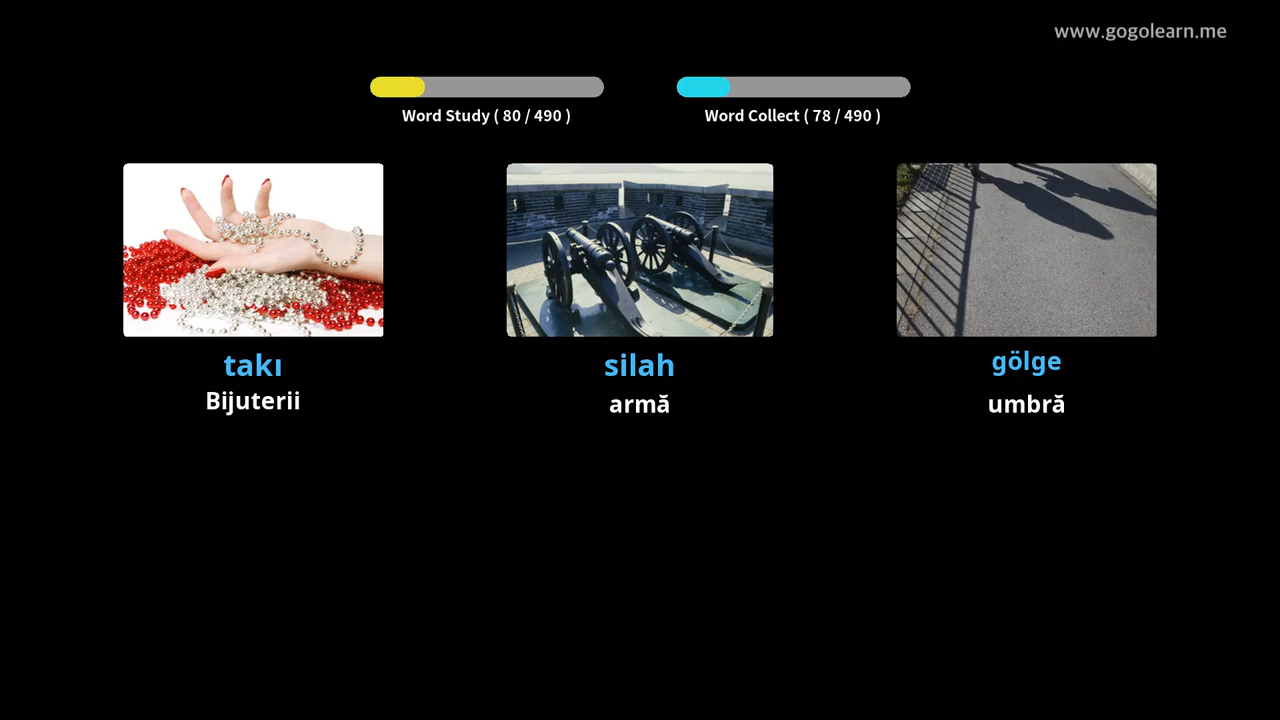 www.gogolearn.me
Word Study ( 80 / 490 )
Word Collect ( 78 / 490 )
takı
Bijuterii
silah
armă
gölge
umbră